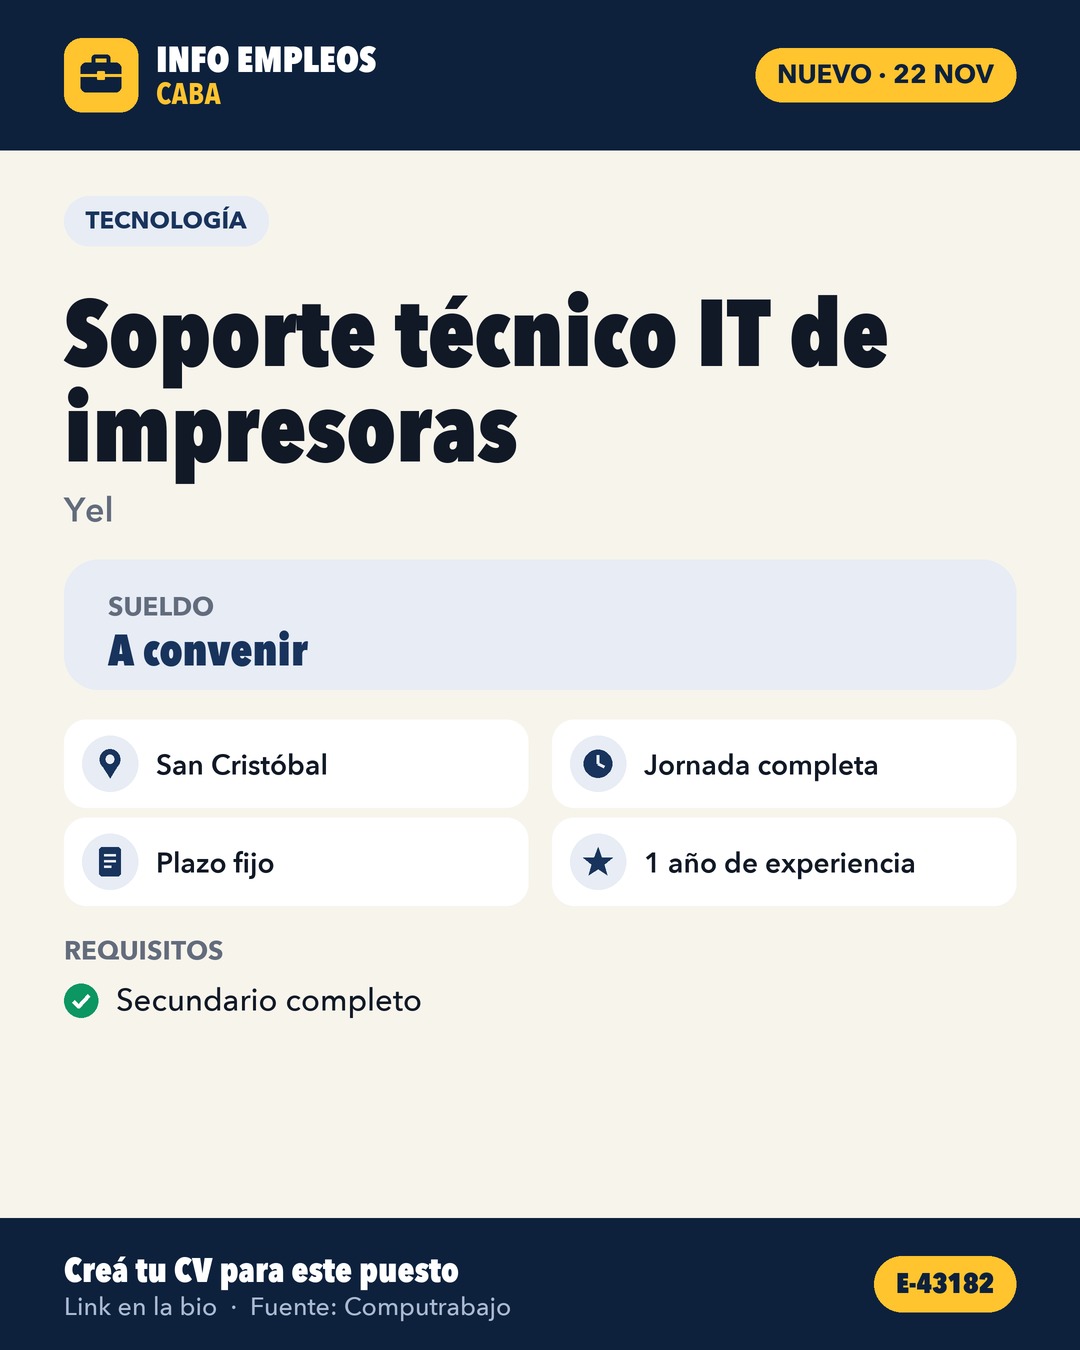 INFO EMPLEOS
CABA
NUEVO · 22 NOV
TECNOLOGÍA
Soporte técnico IT de
impresoras
Yel
SUELDO
A convenir
San Cristóbal
Jornada completa
Plazo fijo
1 año de experiencia
REQUISITOS
Secundario completo
Creá tu CV para este puesto
Link en la bio · Fuente: Computrabajo
E-43182